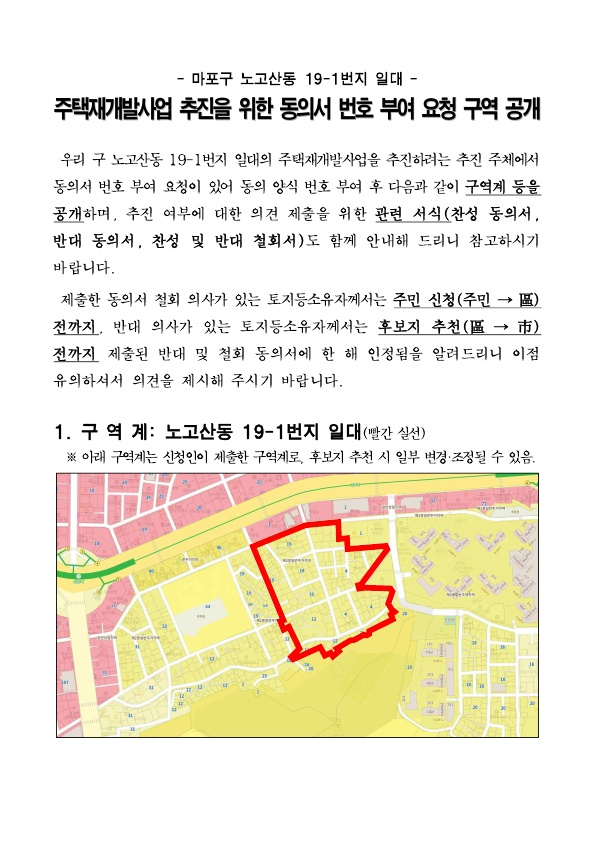 - 마포구 노고산동 19-1번지 일대 -
주택재개발사업 추진을 위한 동의서 번호 부여 요청 구역 공개
우리 구 노고산동 19-1번지 일대의 주택재개발사업을 추진하려는 추진 주체에서
동의서 번호 부여 요청이 있어 동의 양식 번호 부여 후 다음과 같이 구역계 등을
공개하며, 추진 여부에 대한 의견 제출을 위한 관련 서식(찬성 동의서,
반대 동의서, 찬성 및 반대 철회서)도 함께 안내해 드리니 참고하시기
바랍니다.
제출한 동의서 철회 의사가 있는 토지등소유자께서는 주민 신청(주민 → 區)
전까지, 반대 의사가 있는 토지등소유자께서는 후보지 추천(區 → 市)
전까지 제출된 반대 및 철회 동의서에 한 해 인정됨을 알려드리니 이점
유의하셔서 의견을 제시해 주시기 바랍니다.
1. 구 역 계: 노고산동 19-1번지 일대(빨간 실선)
※ 아래 구역계는 신청인이 제출한 구역계로, 후보지 추천 시 일부 변경·조정될 수 있음.